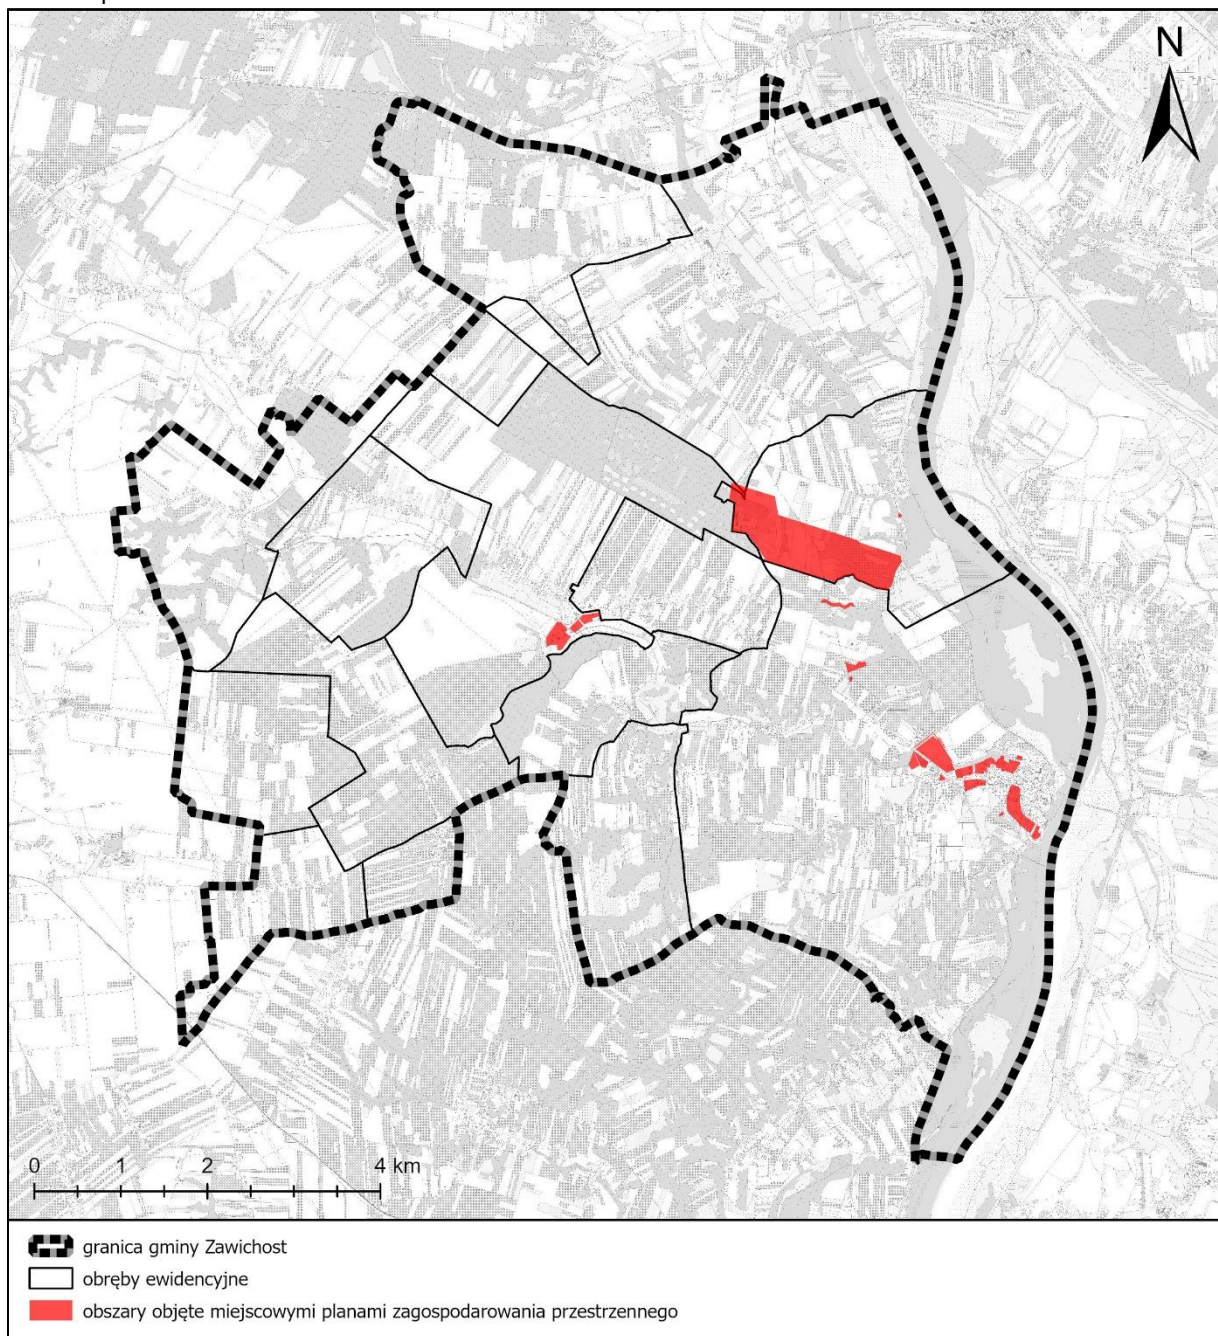 N
0 1 2 4 km
granica gminy Zawichost
obręby ewidencyjne
obszary objęte miejscowymi planami zagospodarowania przestrzennego